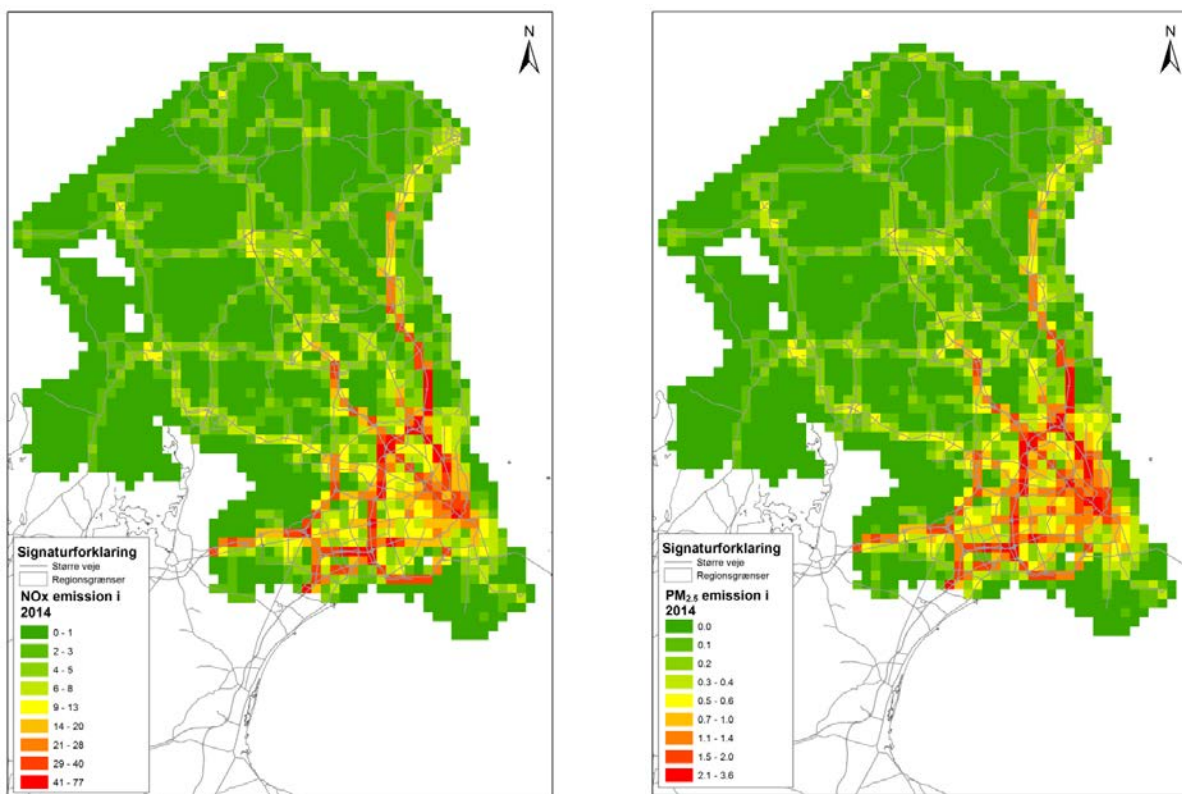 N
Signaturforklaring
Større veje
Regionsgrænser
NOx emission i
2014
0 - 1
2 - 3
4 - 5
6 - 8
9 - 13
14 - 20
21 - 28
29 - 40
41 - 77
N
Signaturforklaring
Større veje
Regionsgrænser
PM2.5 emission i
2014
0.0
0.1
0.2
0.3 - 0.4
0.5 - 0.6
0.7 - 1.0
1.1 - 1.4
1.5 - 2.0
2.1 - 3.6